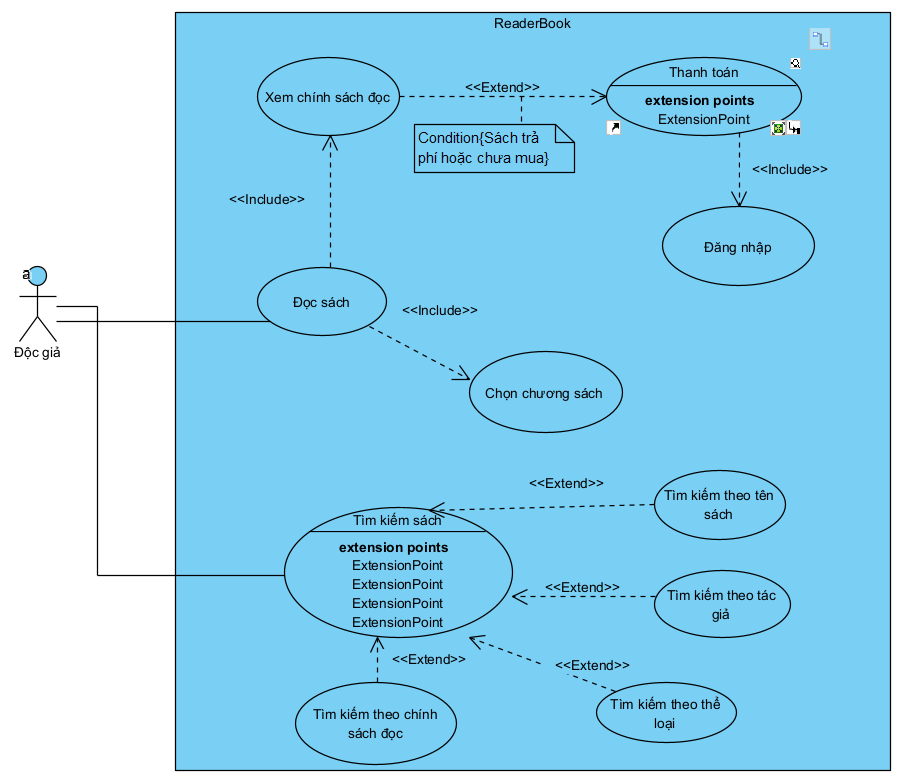 ReaderBook
Xem chính sách đọc
<<Extend>>
Thanh toán
extension points
ExtensionPoint
Condition{Sách trả
phí hoặc chưa mua}
<<Include>>
<<Include>>
Đăng nhập
a
Độc giả
Đọc sách
<<Include>>
Chọn chương sách
<<Extend>>
Tìm kiếm theo tên
sách
Tìm kiếm sách
extension points
ExtensionPoint
ExtensionPoint
ExtensionPoint
ExtensionPoint
<<Extend>>
Tìm kiếm theo tác
giả
<<Extend>>
<<Extend>>
Tìm kiếm theo chính
sách đọc
Tìm kiếm theo thể
loại